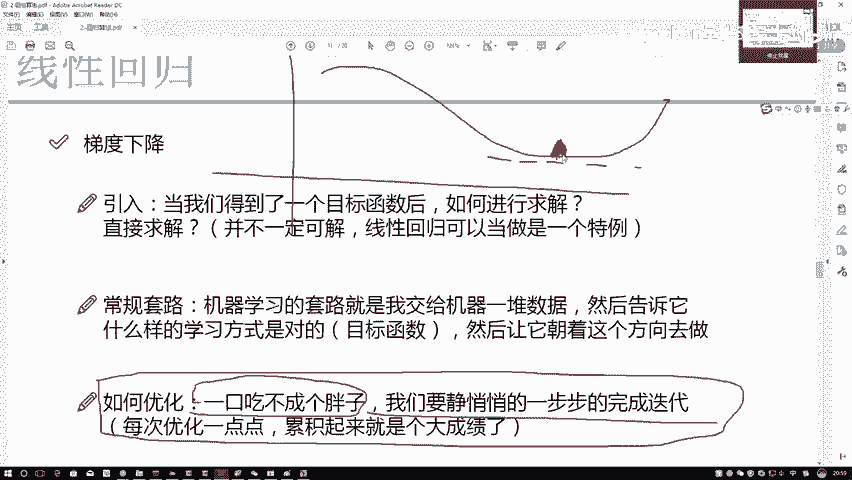 2-回归算法.pdf - Adobe Acrobat Reader DC
主页 工具
线性回归
梯度下降
引入：当我们得到了一个目标函数后，如何进行求解？
直接求解？（并不一定可解，线性回归可以当做是一个特例）
常规套路：机器学习的套路就是我交给机器一堆数据，然后告诉它
什么样的学习方式是对的（目标函数），然后让它朝着这个方向去做
如何优化：一口吃不成个胖子，我们要静悄悄的一步步的完成迭代
（每次优化一点点，累积起来就是个大成绩了）
20:59